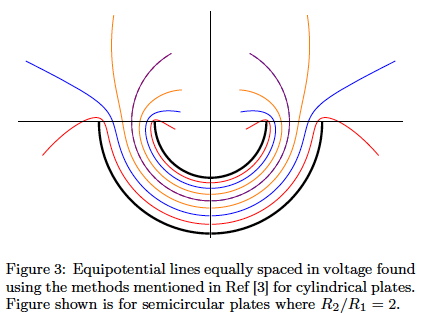 Figure 3: Equipotential lines equally spaced in voltage found
using the methods mentioned in Ref [3] for cylindrical plates.
Figure shown is for semicircular plates where R₂/R₁ = 2.